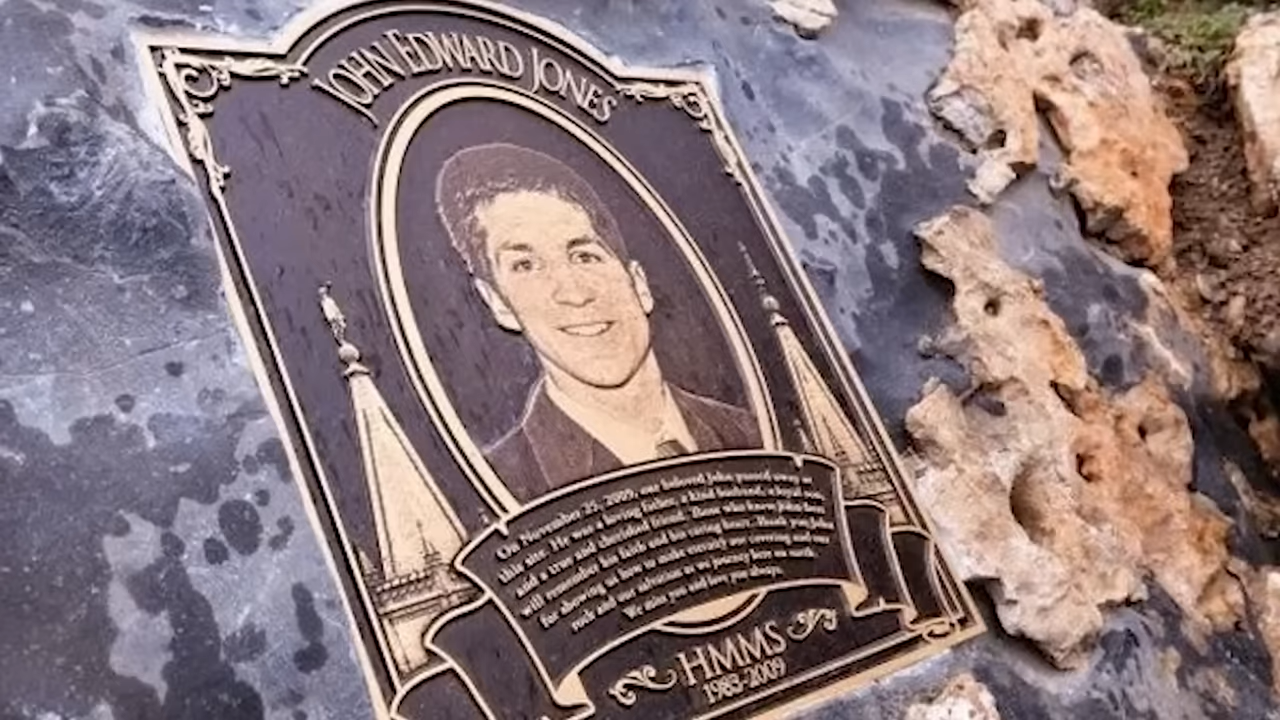 JOHN EDWARD JONES
On November 25, 2009, our beloved John passed away at
this site. He was a loving father, a kind husband, a loyal son,
and a true and cherished friend. Those who knew John best
will remember his faith and his caring heart. Thank you John
for showing us how to make eternity our covering and our
rock and our salvation as we journey here on earth.
We miss you and love you always.
HMMS
1983-2009